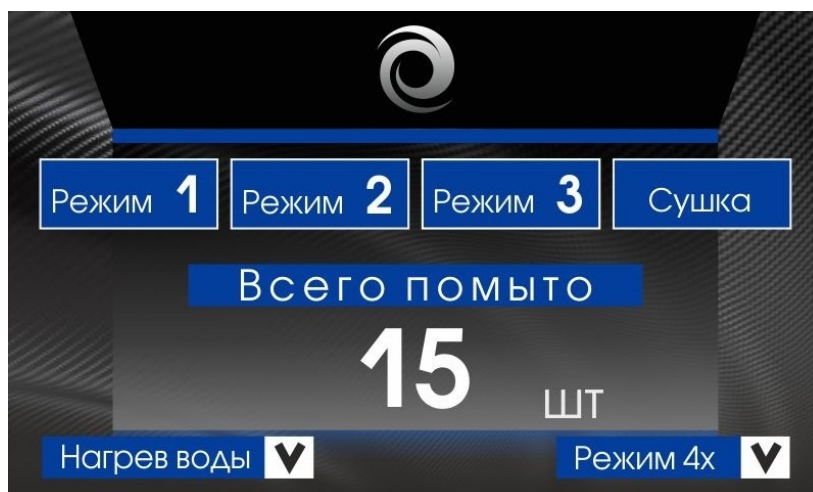 Режим 1 Режим 2 Режим 3 Сушка
Всего помыто
15 шт
Нагрев воды Режим 4х